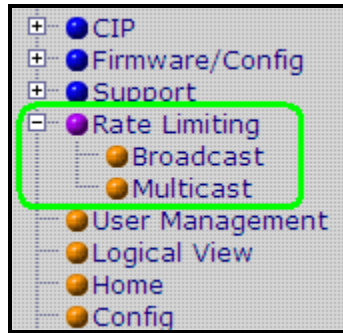 CIP
Firmware/Config
Support
Rate Limiting
Broadcast
Multicast
User Management
Logical View
Home
Config